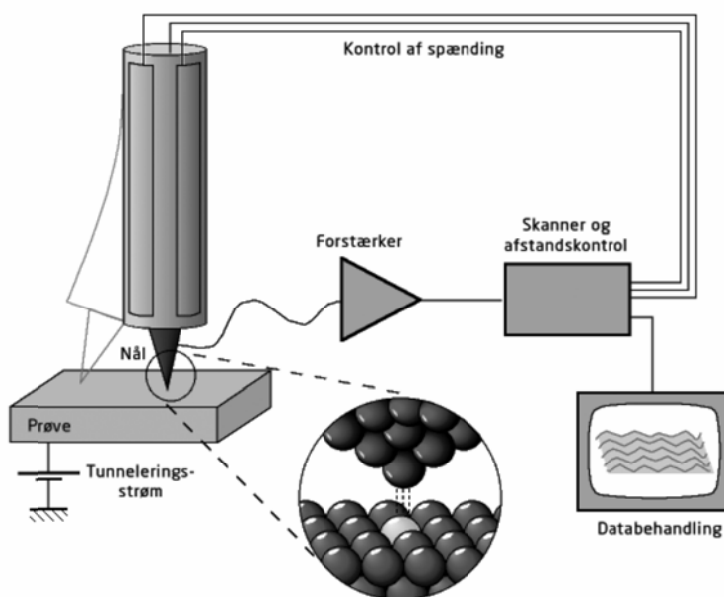 Kontrol af spænding
Skanner og
afstandskontrol
Forstærker
Nål
Prøve
Tunnelerings-
strøm
Databehandling